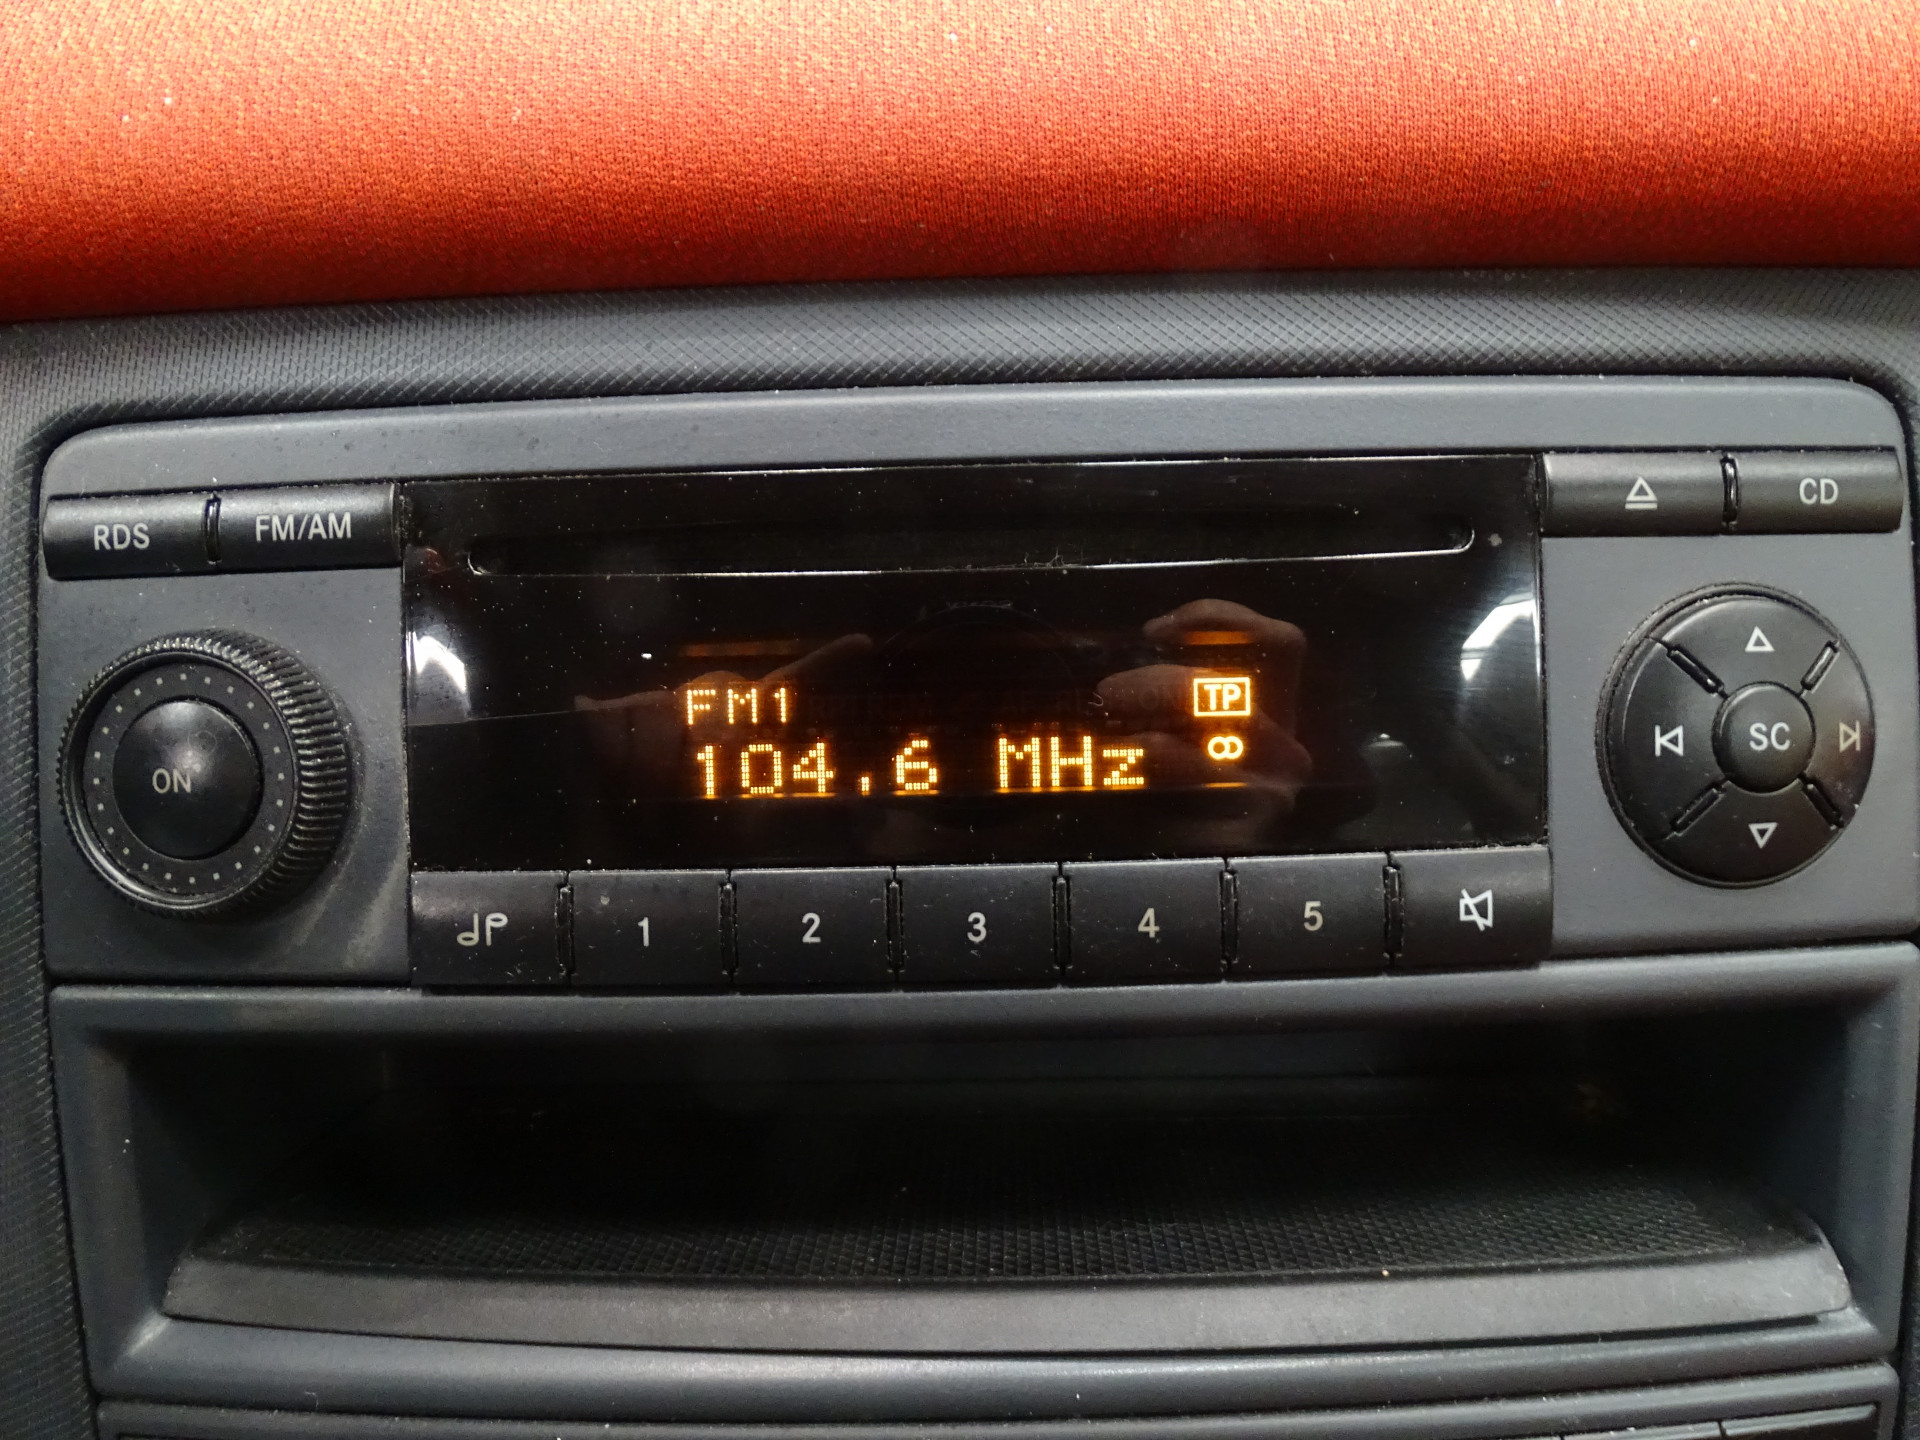 RDS FM/AM CD
FM1 TP
104,6 MHz
ON
SC
1 2 3 4 5